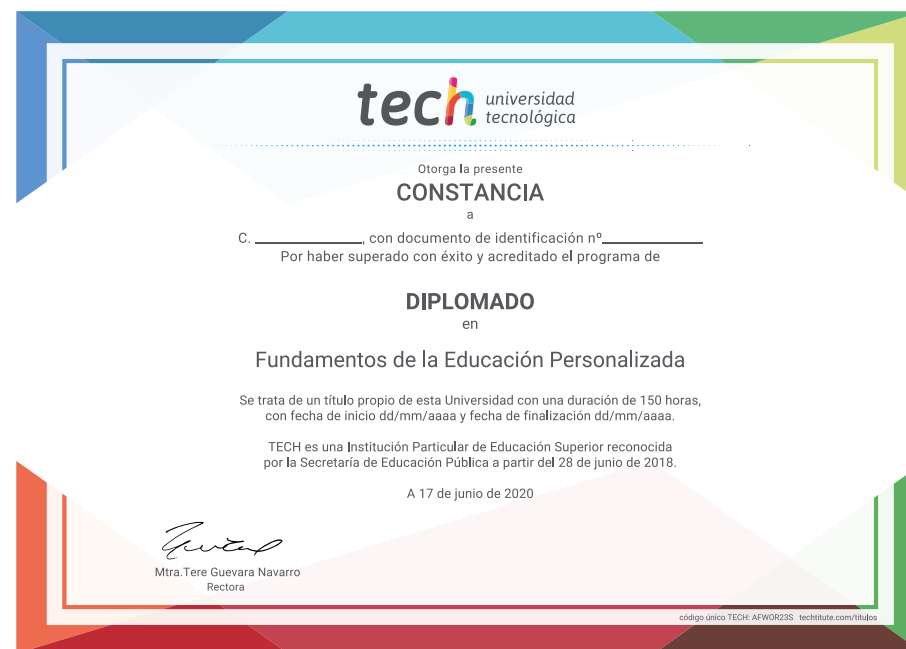 tech universidad
tecnológica
Otorga la presente
CONSTANCIA
a
C. ____________, con documento de identificación nº____________
Por haber superado con éxito y acreditado el programa de
DIPLOMADO
en
Fundamentos de la Educación Personalizada
Se trata de un título propio de esta Universidad con una duración de 150 horas,
con fecha de inicio dd/mm/aaaa y fecha de finalización dd/mm/aaaa.
TECH es una Institución Particular de Educación Superior reconocida
por la Secretaría de Educación Pública a partir del 28 de junio de 2018.
A 17 de junio de 2020
Mtra.Tere Guevara Navarro
Rectora
código único TECH: AFWOR23S techtitute.com/titulos